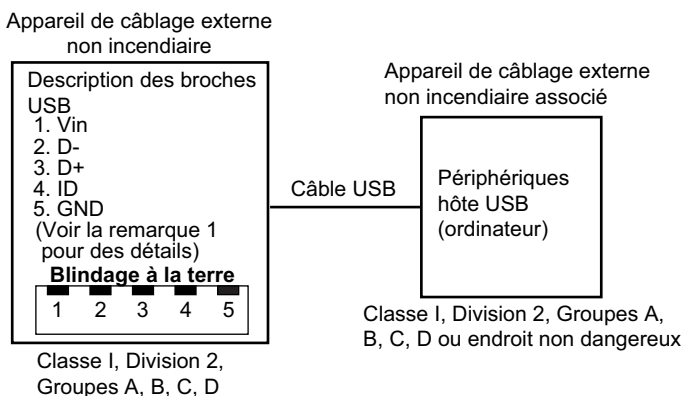 Appareil de câblage externe
non incendiaire
Description des broches
USB
1. Vin
2. D-
3. D+
4. ID
5. GND
(Voir la remarque 1
pour des détails)
Blindage à la terre
1 2 3 4 5
Classe I, Division 2,
Groupes A, B, C, D
Câble USB
Appareil de câblage externe
non incendiaire associé
Périphériques
hôte USB
(ordinateur)
Classe I, Division 2, Groupes A,
B, C, D ou endroit non dangereux